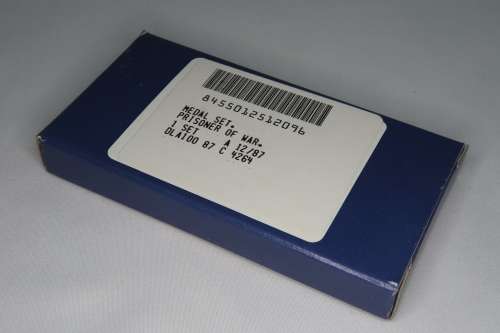 8455012512096
MEDAL SET.
PRISONER OF WAR.
1 SET A 12/87
DLA100 87 C 4264